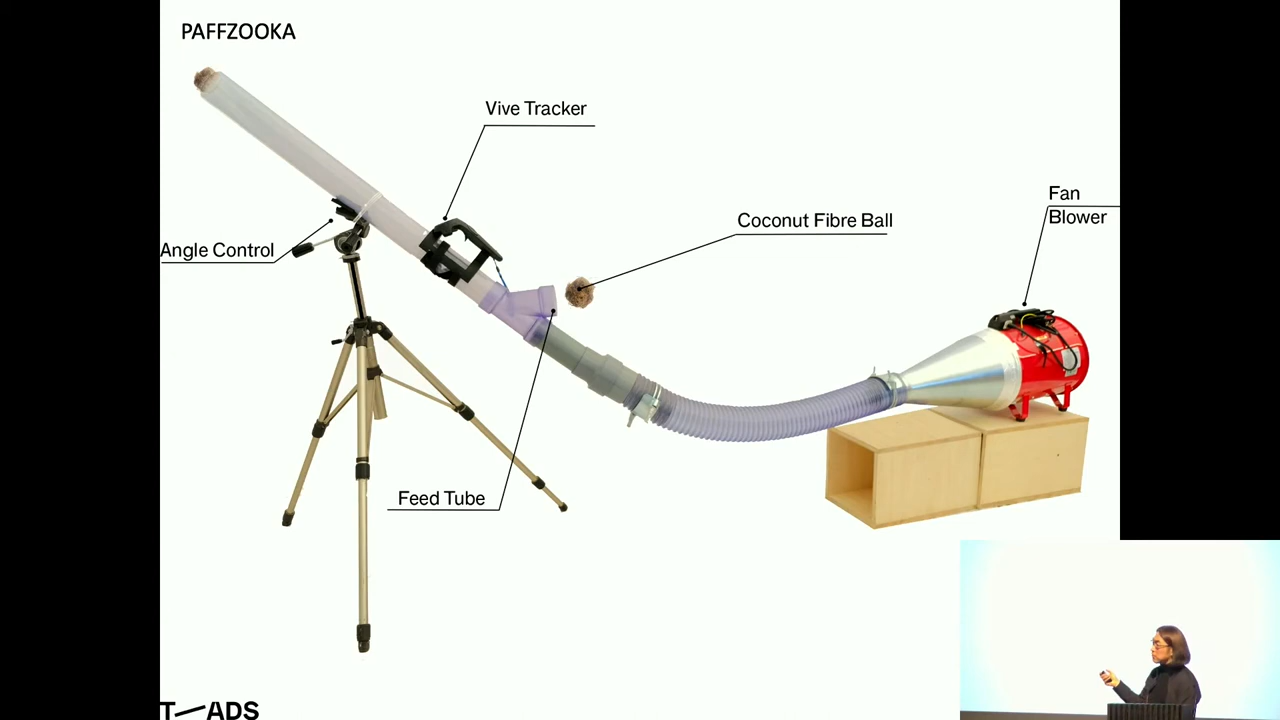 PAFFZOOKA
Vive Tracker
Fan
Blower
Coconut Fibre Ball
Angle Control
Feed Tube
T—ADS